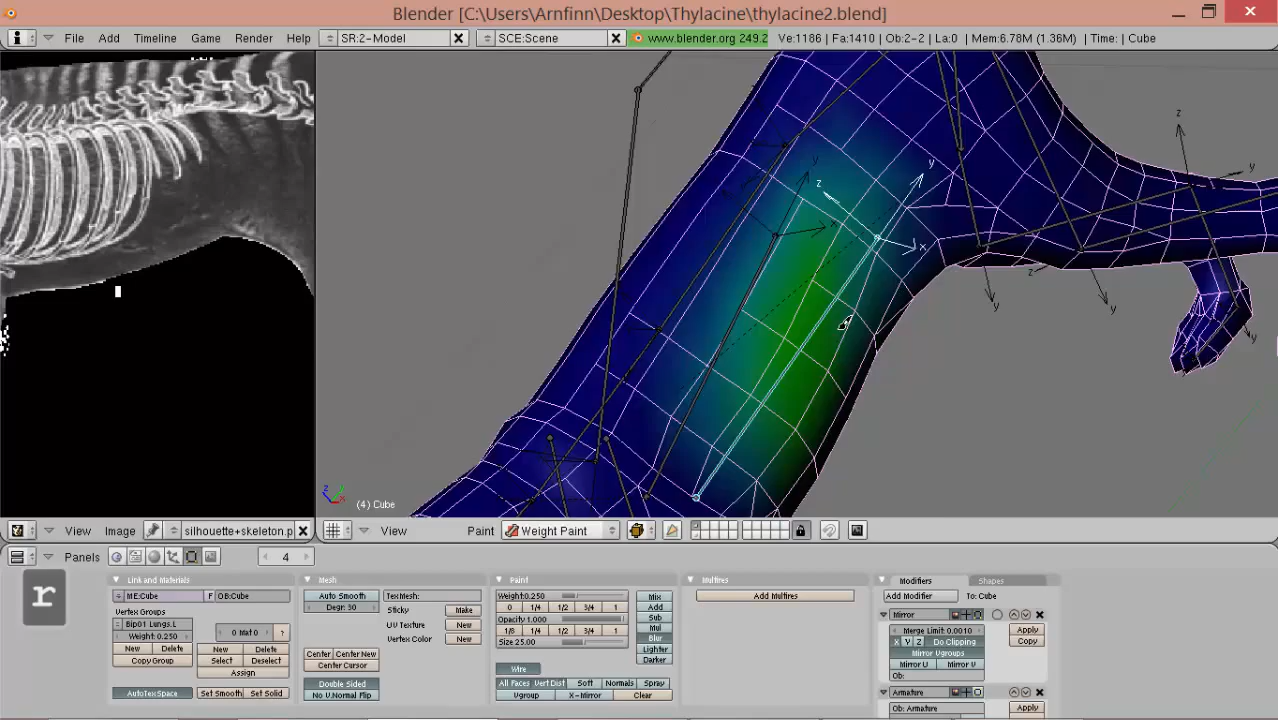 Blender [C:\Users\Arnfinn\Desktop\Thylacine\thylacine2.blend]
File Add Timeline Game Render Help SR:2-Model SCE:Scene www.blender.org 249.2 Ve:1186 | Fa:1410 | Ob:2-2 | La:0 | Mem:6.78M (1.36M) | Time: | Cube
z
y
y
z
y
x
x
z
y
y
y
z
x
(4) Cube
View Image silhouette+skeleton.p View Paint Weight Paint
Panels 4
r
Link and Materials
ME:Cube F OB:Cube
Vertex Groups
Bip01 Lungs.L
Weight: 0.250
0 Mat 0 ?
New Delete New Delete
Copy Group Select Deselect
Assign
AutoTexSpace Set Smooth Set Solid
Mesh
Auto Smooth TexMesh:
Degr: 30 Sticky Make
UV Texture New
Vertex Color New
Center Center New
Center Cursor
Double Sided
No V.Normal Flip
Paint
Weight:0.250 Mix
0 1/4 1/2 3/4 1 Add
Opacity 1.000 Sub
1/8 1/4 1/2 3/4 1 Mul
Size 25.00 Blur
Lighter
Darker
Wire
All Faces Vert Dist Soft Normals Spray
Vgroup X-Mirror Clear
Multires
Add Multires
Modifiers Shapes
Add Modifier To: Cube
Mirror
Merge Limit: 0.0010 Apply
X Y Z Do Clipping Copy
Mirror Vgroups
Mirror U Mirror V
Ob:
Armature
Ob: Armature Apply